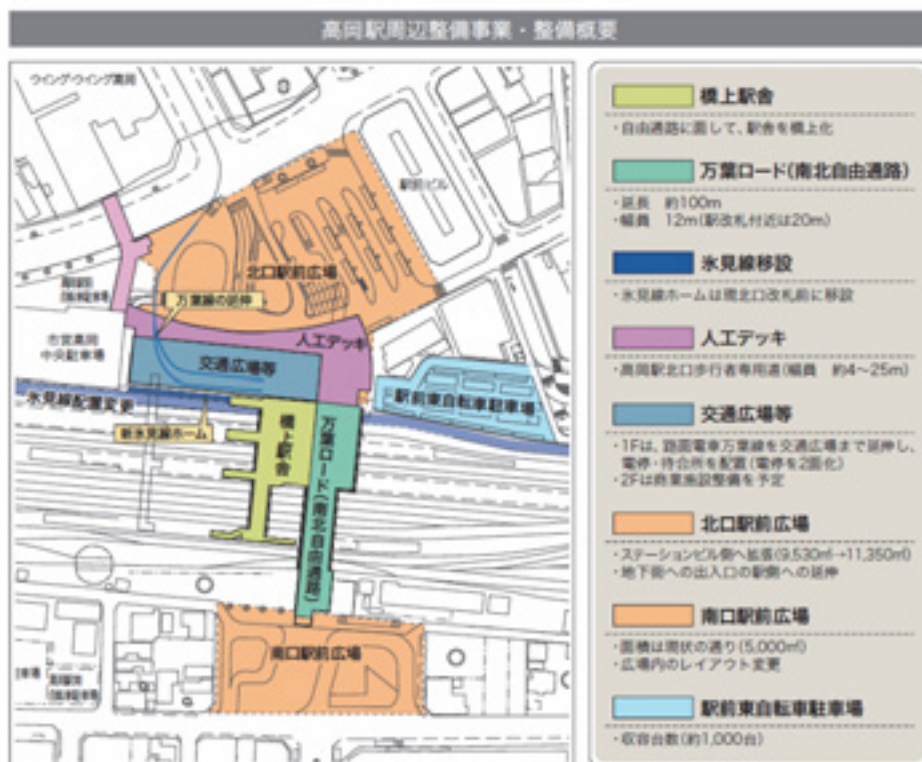 高岡駅周辺整備事業・整備概要
ウイング・ウイング高岡
駅前ビル
北口駅前広場
万葉線の延伸
人工デッキ
市営高岡
中央駐車場
交通広場等
駅前東自転車駐車場
氷見線配置変更
新氷見線ホーム
橋上駅舎
万葉ロード(南北自由通路)
南口駅前広場
橋上駅舎
・自由通路に面して、駅舎を橋上化
万葉ロード(南北自由通路)
・延長 約100m
・幅員 12m(駅改札付近は20m)
氷見線移設
・氷見線ホームは南北口改札前に移設
人工デッキ
・高岡駅北口歩行者専用道(幅員 約4~25m)
交通広場等
・1Fは、路面電車万葉線を交通広場まで延伸し、
電停・待合所を配置(電停を2面化)
・2Fは商業施設整備を予定
北口駅前広場
・ステーションビル側へ拡張(9,530㎡→11,350㎡)
・地下街への出入口の駅側への延伸
南口駅前広場
・面積は現状の通り(5,000㎡)
・広場内のレイアウト変更
駅前東自転車駐車場
・収容台数(約1,000台)